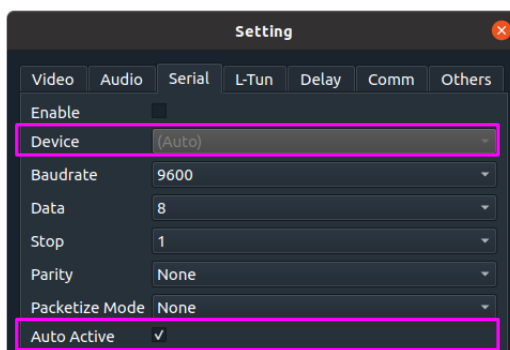 Setting
Video Audio Serial L-Tun Delay Comm Others
Enable
Device (Auto)
Baudrate 9600
Data 8
Stop 1
Parity None
Packetize Mode None
Auto Active